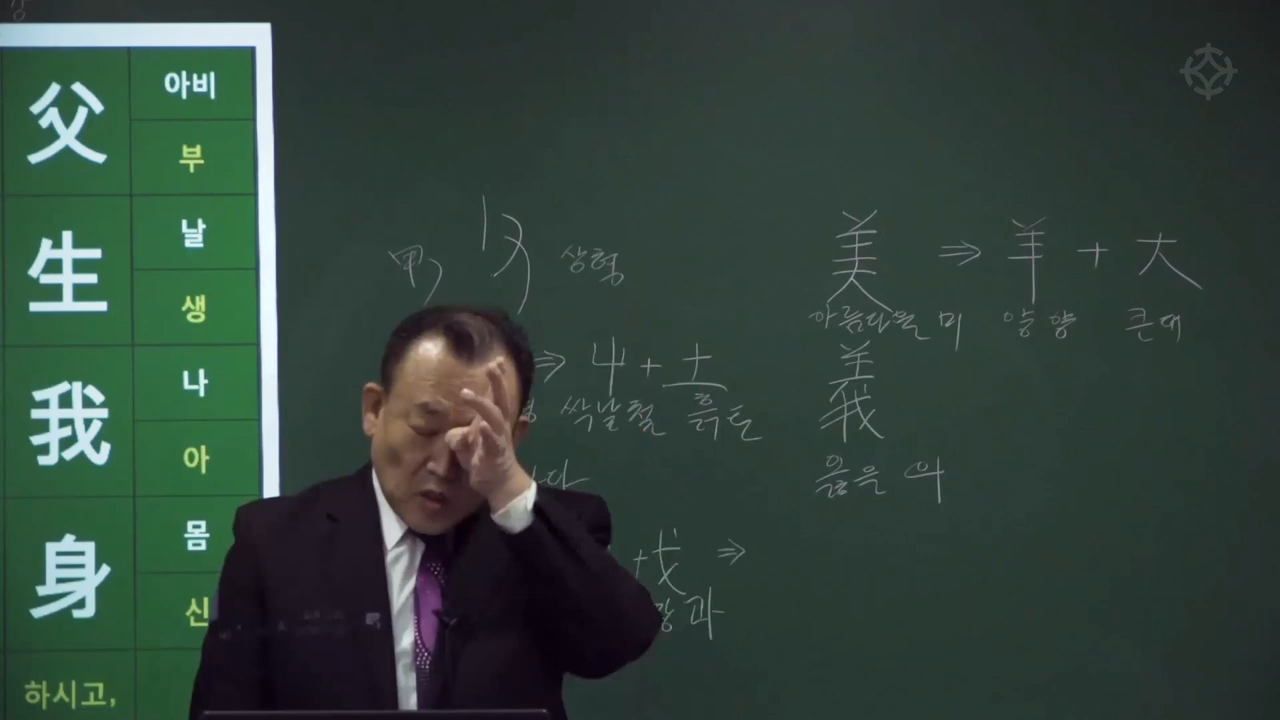 父 아비 부
生 날 생
我 나 아
身 몸 신
하시고,
상형
美 ⇒ 羊 + 大
아름다울 미 양 양 큰 대
⇒ 屮 + 土
싹날 철 흙 토
義
옳을 의
다
+ 戈 ⇒
창 과